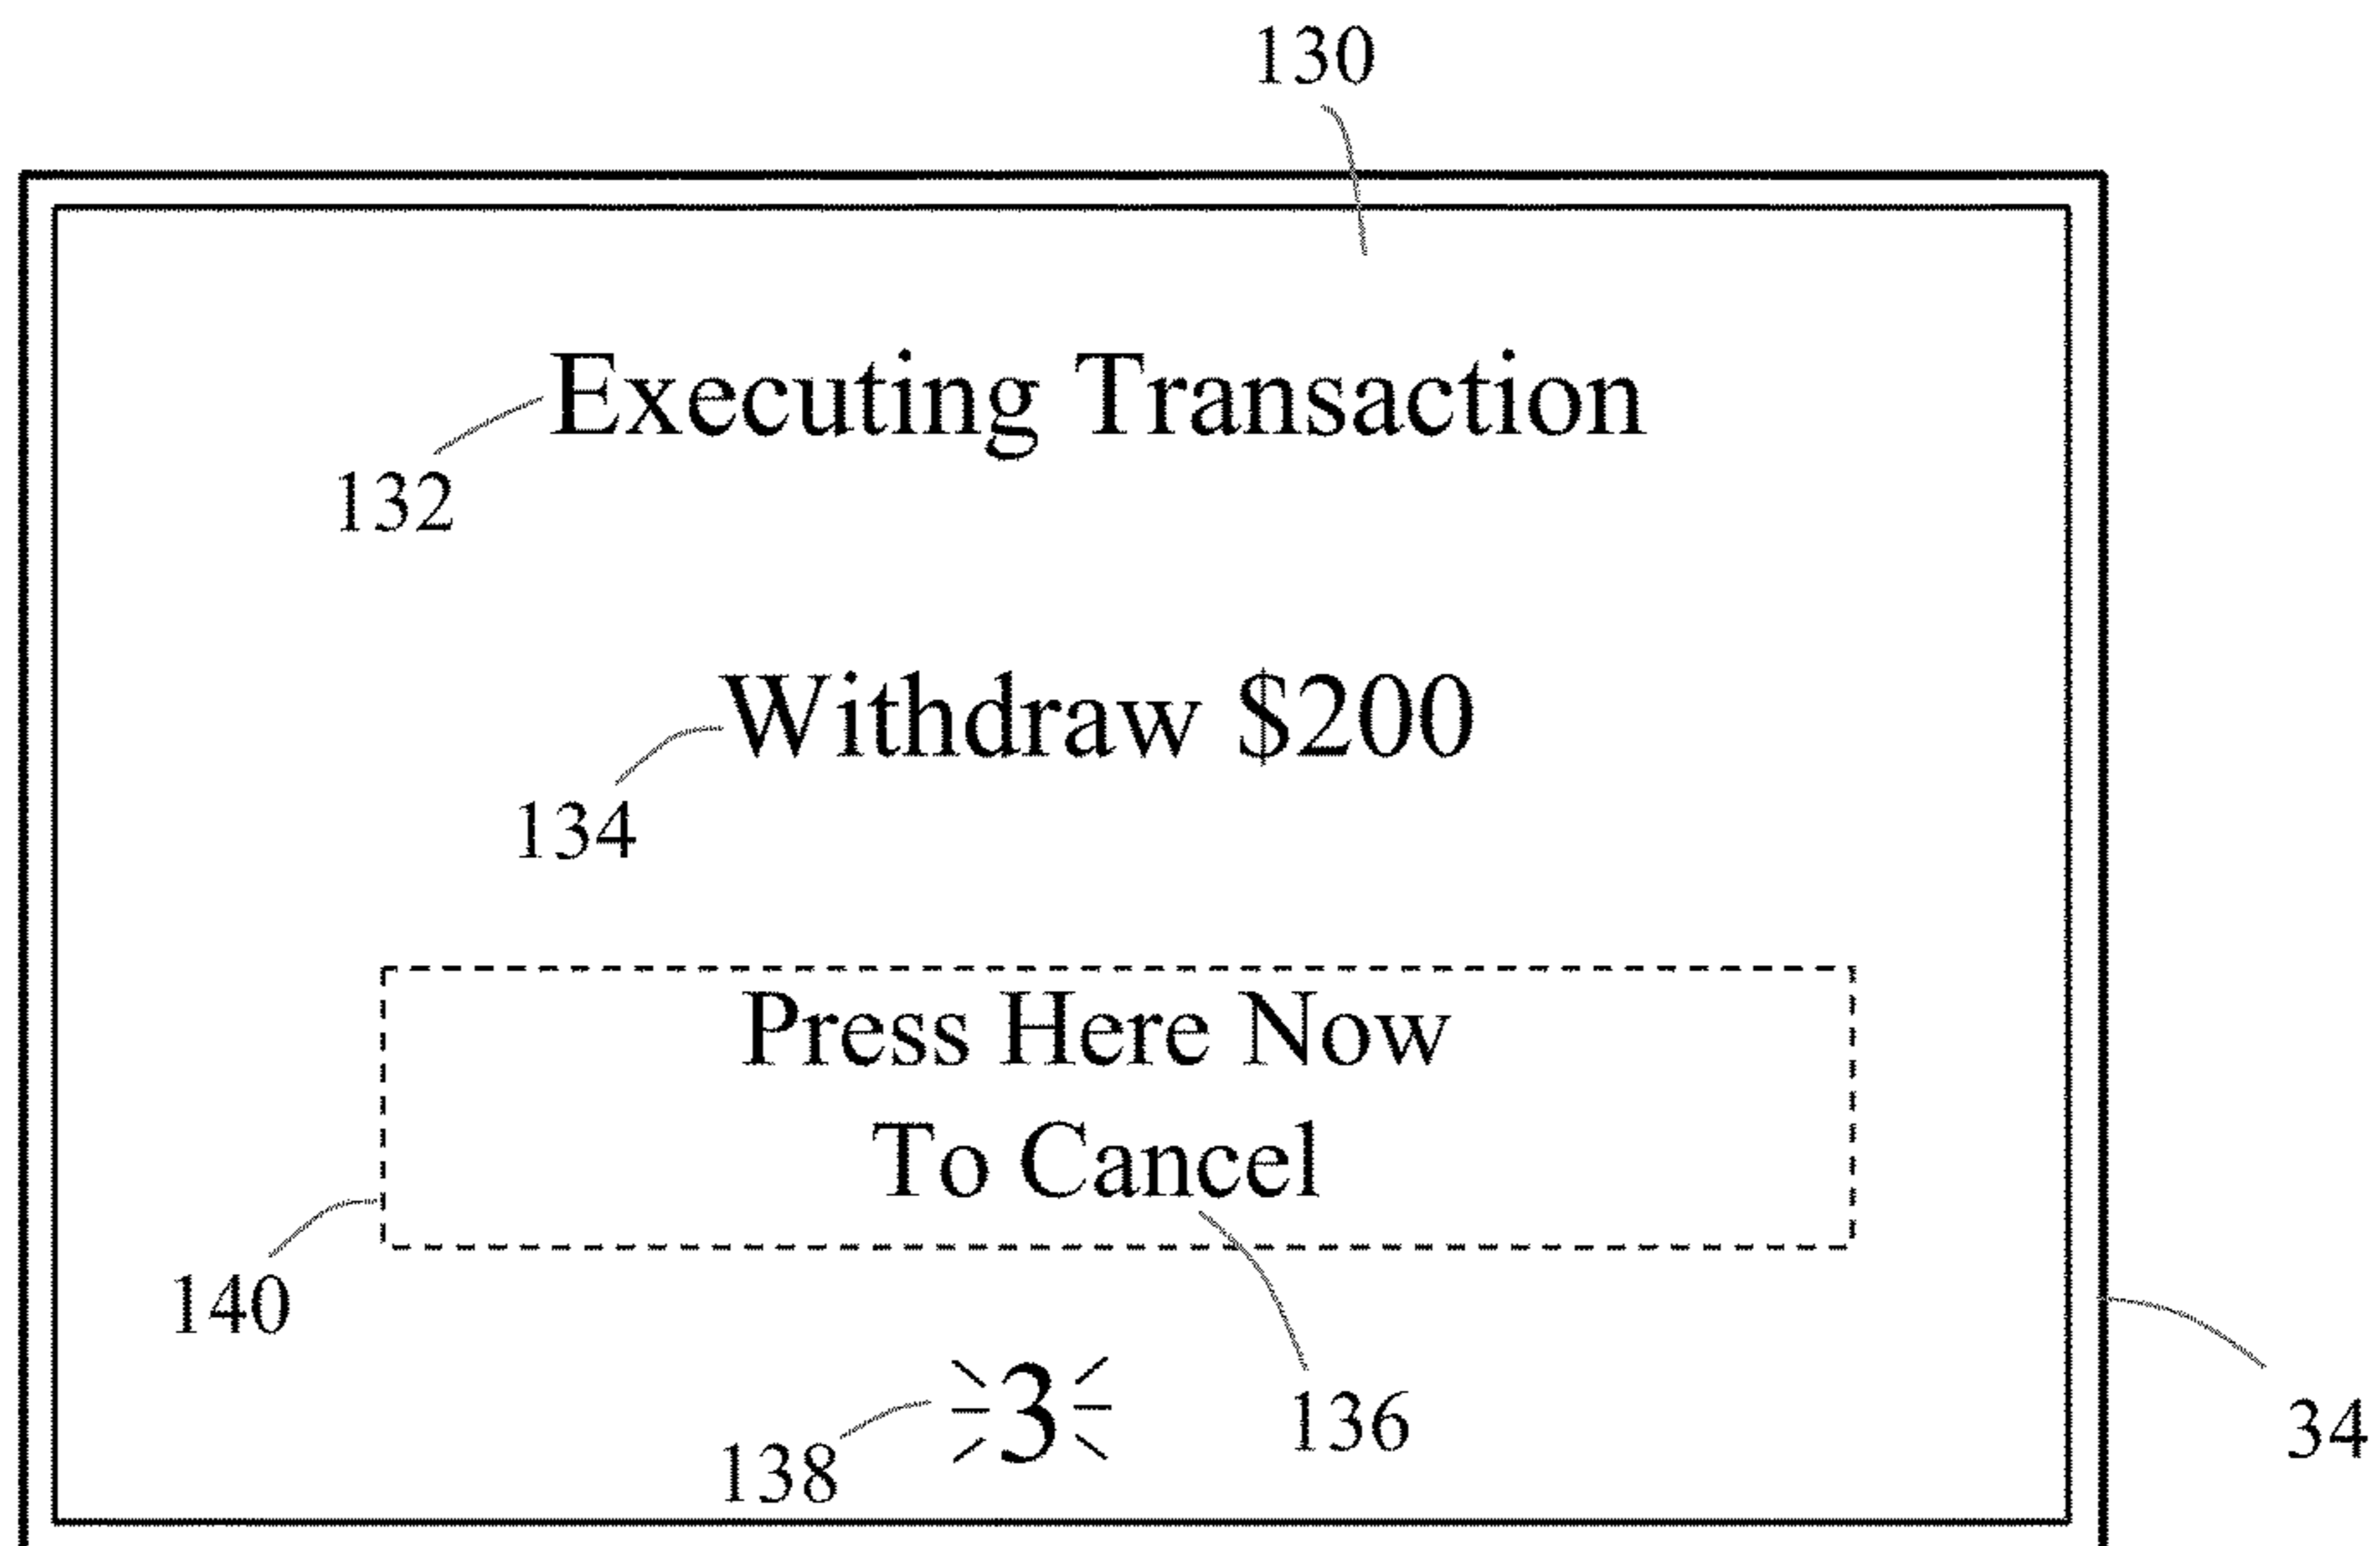 130
Executing Transaction
132
Withdraw $200
134
Press Here Now
To Cancel
140
3
136
138
34